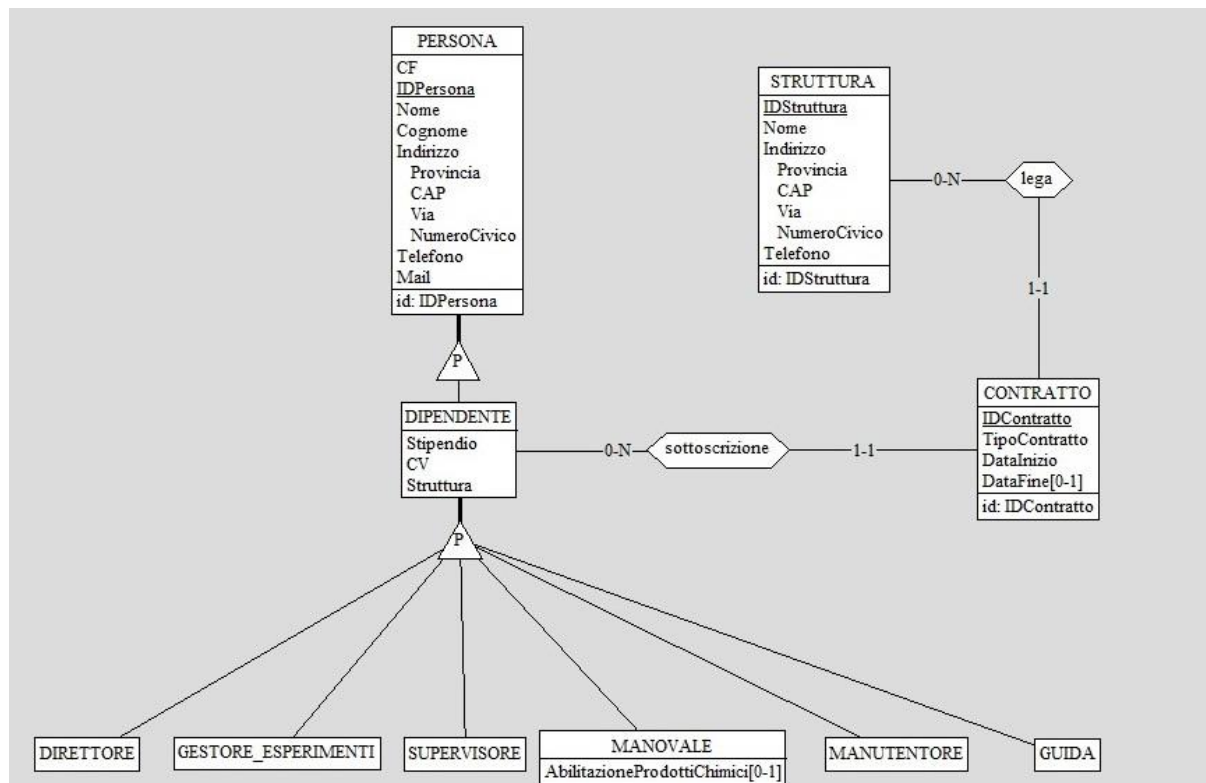 PERSONA
CF
IDPersona
Nome
Cognome
Indirizzo
Provincia
CAP
Via
NumeroCivico
Telefono
Mail
id: IDPersona
STRUTTURA
IDStruttura
Nome
Indirizzo
Provincia
CAP
Via
NumeroCivico
Telefono
id: IDStruttura
0-N
lega
1-1
P
DIPENDENTE
Stipendio
CV
Struttura
0-N
sottoscrizione
1-1
CONTRATTO
IDContratto
TipoContratto
DataInizio
DataFine[0-1]
id: IDContratto
P
DIRETTORE
GESTORE_ESPERIMENTI
SUPERVISORE
MANOVALE
AbilitazioneProdottiChimici[0-1]
MANUTENTORE
GUIDA